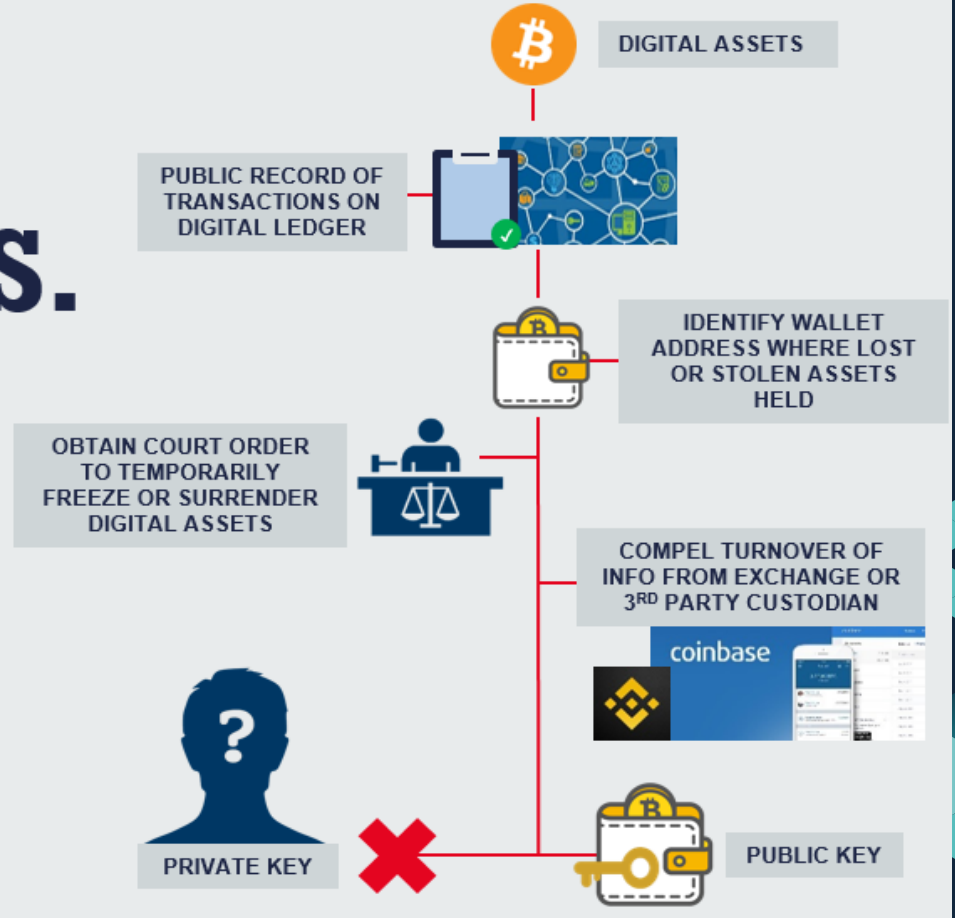 DIGITAL ASSETS
PUBLIC RECORD OF
TRANSACTIONS ON
DIGITAL LEDGER
S.
IDENTIFY WALLET
ADDRESS WHERE LOST
OR STOLEN ASSETS
HELD
OBTAIN COURT ORDER
TO TEMPORARILY
FREEZE OR SURRENDER
DIGITAL ASSETS
COMPEL TURNOVER OF
INFO FROM EXCHANGE OR
3RD PARTY CUSTODIAN
coinbase
?
PRIVATE KEY
PUBLIC KEY